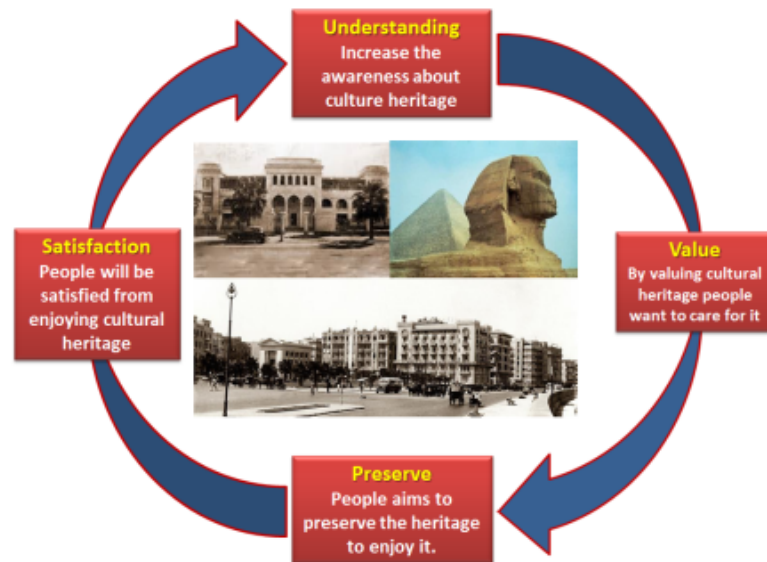 Understanding
Increase the
awareness about
culture heritage
Value
By valuing cultural
heritage people
want to care for it
Preserve
People aims to
preserve the heritage
to enjoy it.
Satisfaction
People will be
satisfied from
enjoying cultural
heritage